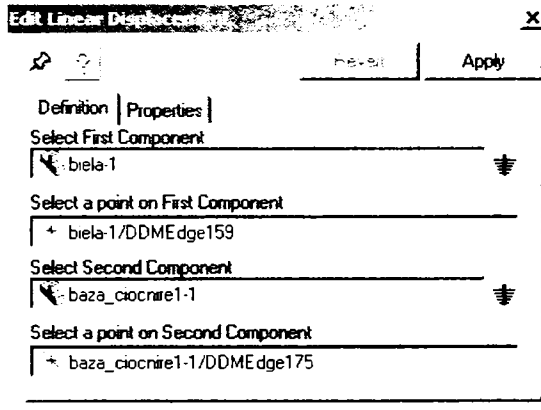 Edit Linear Displacement
Apply
Definition Properties
Select First Component
biela-1
Select a point on First Component
biela-1/DDMEdge159
Select Second Component
baza_ciocnire1-1
Select a point on Second Component
baza_ciocnire1-1/DDMEdge175